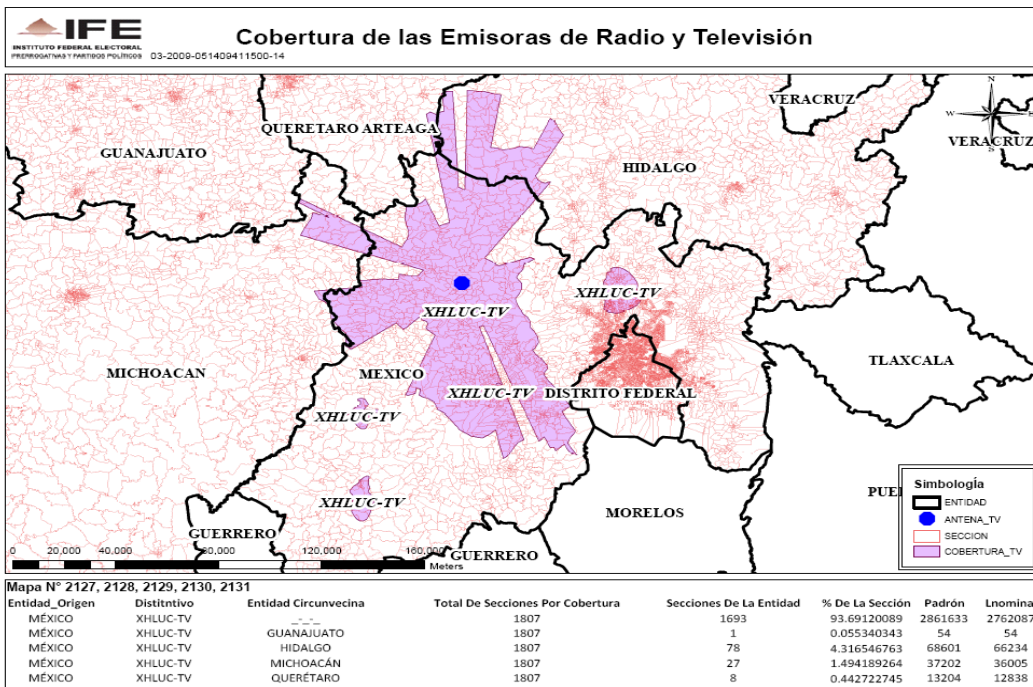 IFE
INSTITUTO FEDERAL ELECTORAL
PRERROGATIVAS Y PARTIDOS POLÍTICOS
03-2009-051409411500-14
Cobertura de las Emisoras de Radio y Televisión
N
W
S
VERACRUZ
VERACRUZ
QUERETARO ARTEAGA
GUANAJUATO
HIDALGO
XHLUC-TV
XHLUC-TV
TLAXCALA
MICHOACAN
MEXICO
XHLUC-TV
DISTRITO FEDERAL
XHLUC-TV
XHLUC-TV
MORELOS
GUERRERO
GUERRERO
Simbología
ENTIDAD
ANTENA_TV
SECCION
COBERTURA_TV
0 20,000 40,000 80,000 120,000 160,000
Meters
Mapa N° 2127, 2128, 2129, 2130, 2131
Entidad_Origen Distitntivo Entidad Circunvecina Total De Secciones Por Cobertura Secciones De La Entidad % De La Sección Padrón Lnomina
MÉXICO XHLUC-TV _-_-_ 1807 1693 93.69120089 2861633 2762087
MÉXICO XHLUC-TV GUANAJUATO 1807 1 0.055340343 54 54
MÉXICO XHLUC-TV HIDALGO 1807 78 4.316546763 68601 66234
MÉXICO XHLUC-TV MICHOACÁN 1807 27 1.494189264 37202 36005
MÉXICO XHLUC-TV QUERÉTARO 1807 8 0.442722745 13204 12838